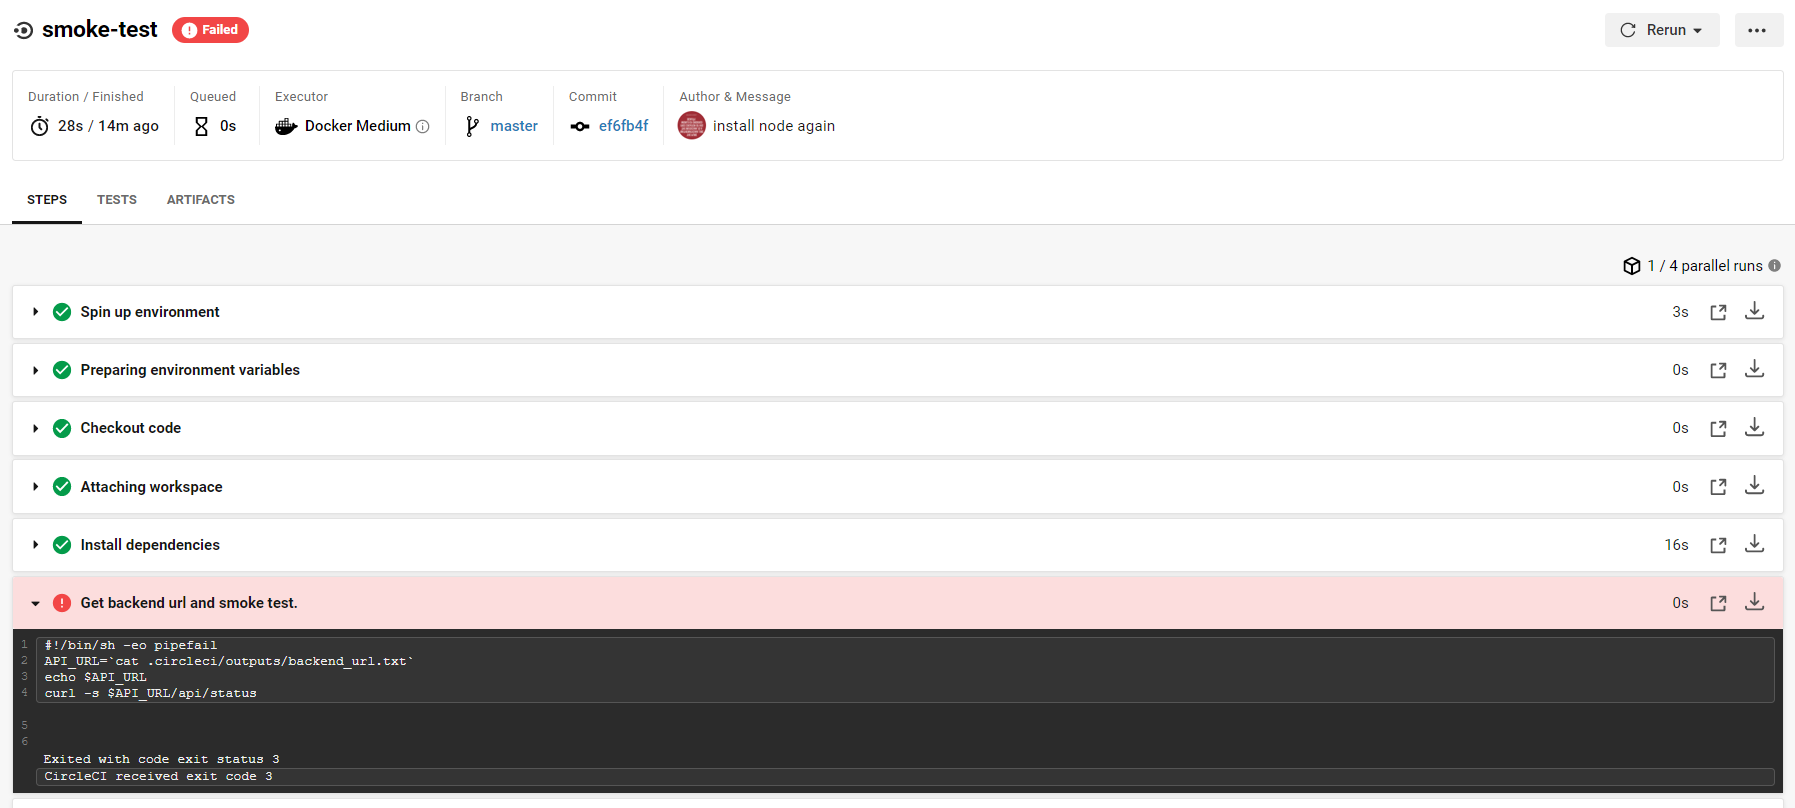 smoke-test
Failed
Rerun
Duration / Finished
28s / 14m ago
Queued
0s
Executor
Docker Medium
Branch
master
Commit
ef6fb4f
Author & Message
install node again
STEPS
TESTS
ARTIFACTS
1 / 4 parallel runs
Spin up environment 3s
Preparing environment variables 0s
Checkout code 0s
Attaching workspace 0s
Install dependencies 16s
Get backend url and smoke test. 0s
1 #!/bin/sh -eo pipefail
2 API_URL=`cat .circleci/outputs/backend_url.txt`
3 echo $API_URL
4 curl -s $API_URL/api/status
5
6
Exited with code exit status 3
CircleCI received exit code 3